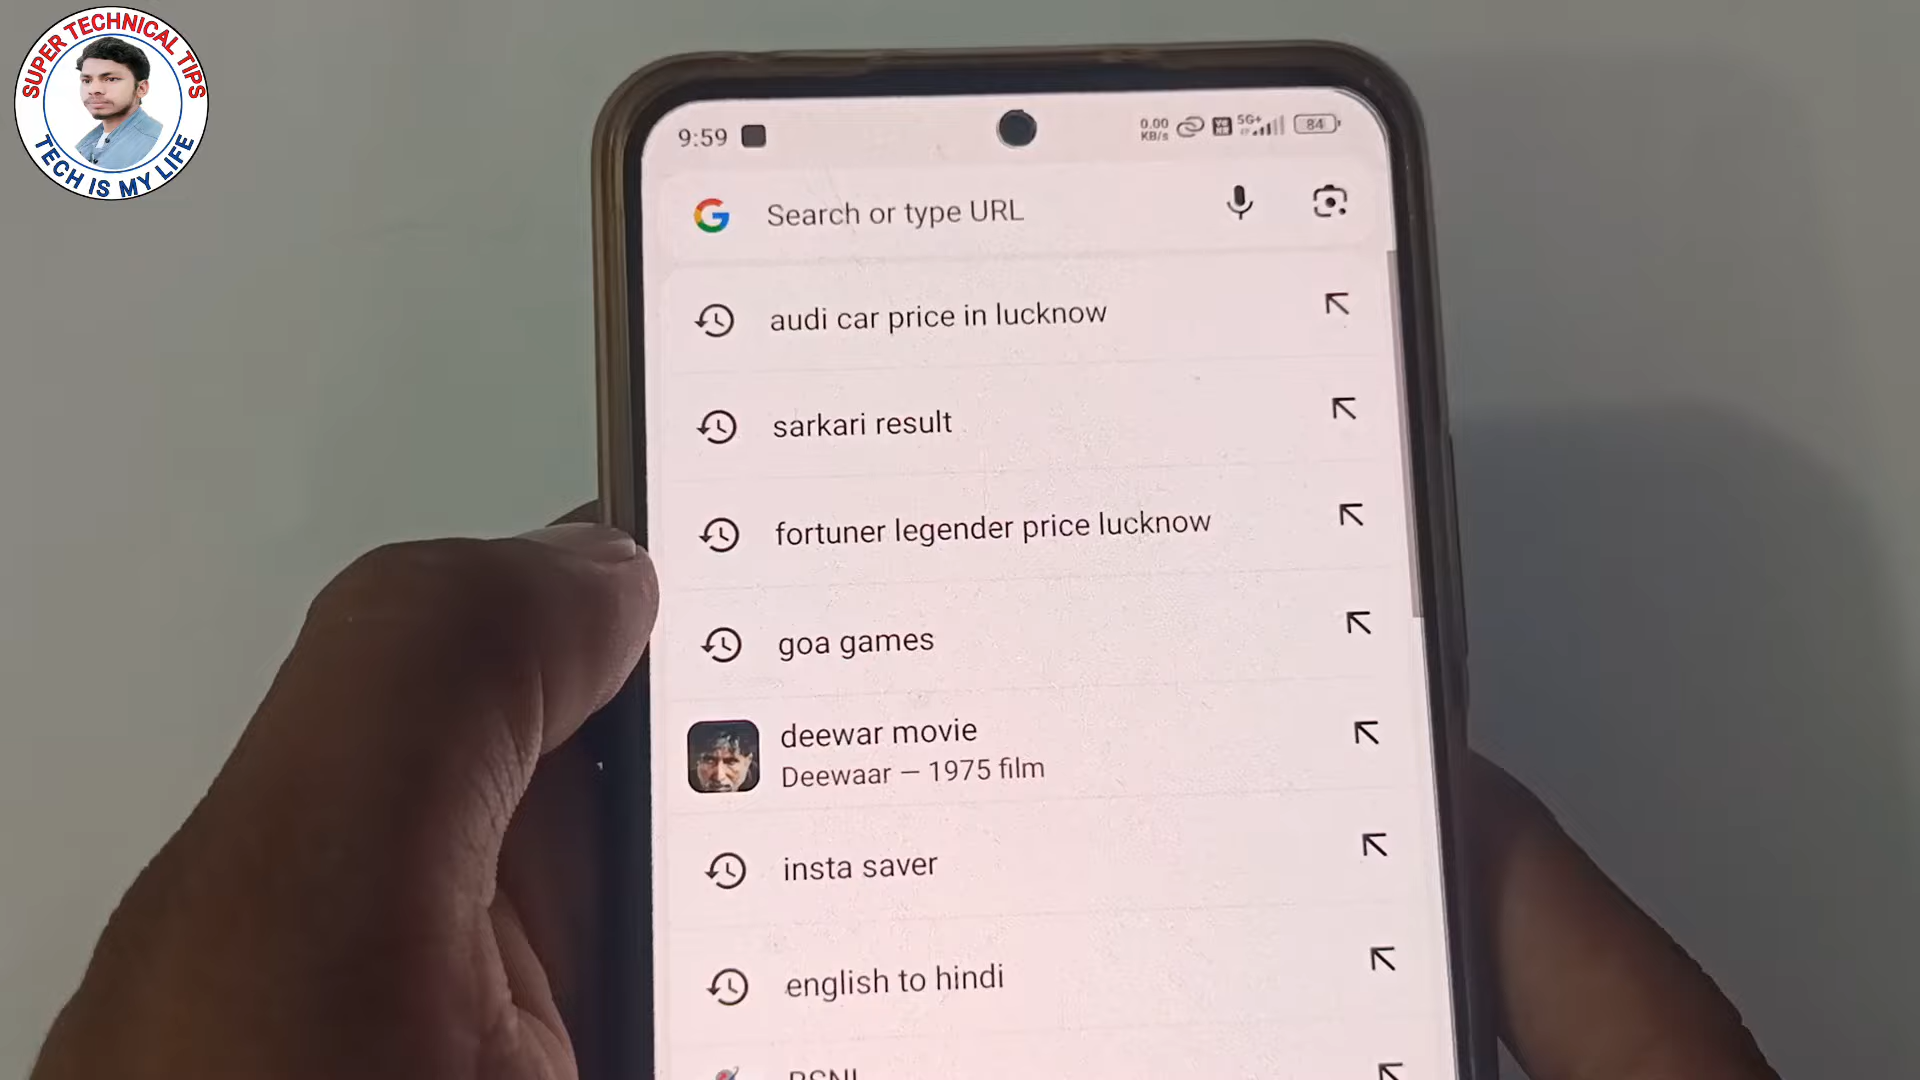 SUPER TECHNICAL TIPS
TECH IS MY LIFE
9:59
0.00 KB/s
5G+
84
Search or type URL
audi car price in lucknow
sarkari result
fortuner legender price lucknow
goa games
deewar movie
Deewaar — 1975 film
insta saver
english to hindi
BSNL